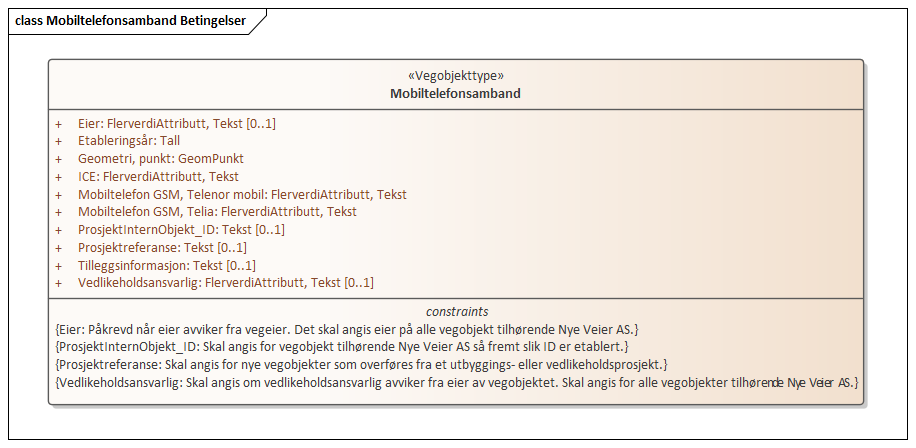 class Mobiltelefonsamband Betingelser
«Vegobjekttype»
Mobiltelefonsamband
+ Eier: FlerverdiAttributt, Tekst [0..1]
+ Etableringsår: Tall
+ Geometri, punkt: GeomPunkt
+ ICE: FlerverdiAttributt, Tekst
+ Mobiltelefon GSM, Telenor mobil: FlerverdiAttributt, Tekst
+ Mobiltelefon GSM, Telia: FlerverdiAttributt, Tekst
+ ProsjektInternObjekt_ID: Tekst [0..1]
+ Prosjektreferanse: Tekst [0..1]
+ Tilleggsinformasjon: Tekst [0..1]
+ Vedlikeholdsansvarlig: FlerverdiAttributt, Tekst [0..1]
constraints
{Eier: Påkrevd når eier avviker fra vegeier. Det skal angis eier på alle vegobjekt tilhørende Nye Veier AS.}
{ProsjektInternObjekt_ID: Skal angis for vegobjekt tilhørende Nye Veier AS så fremt slik ID er etablert.}
{Prosjektreferanse: Skal angis for nye vegobjekter som overføres fra et utbyggings- eller vedlikeholdsprosjekt.}
{Vedlikeholdsansvarlig: Skal angis om vedlikeholdsansvarlig avviker fra eier av vegobjektet. Skal angis for alle vegobjekter tilhørende Nye Veier AS.}